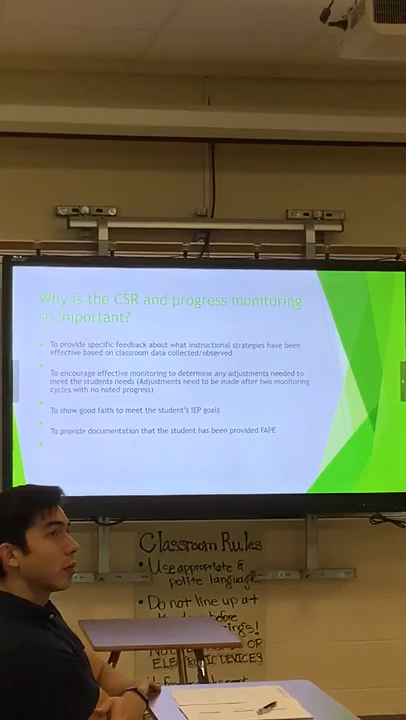 Why is the CSR and progress monitoring
so important?
To provide specific feedback about what instructional strategies have been
effective based on classroom data collected/observed
To encourage effective monitoring to determine any adjustments needed to
meet the students needs (Adjustments need to be made after two monitoring
cycles with no noted progress)
To show good faith to meet the student's IEP goals
To provide documentation that the student has been provided FAPE
Classroom Rules
• Use appropriate &
polite language
• Do not line up at
before
OR
DEVICES